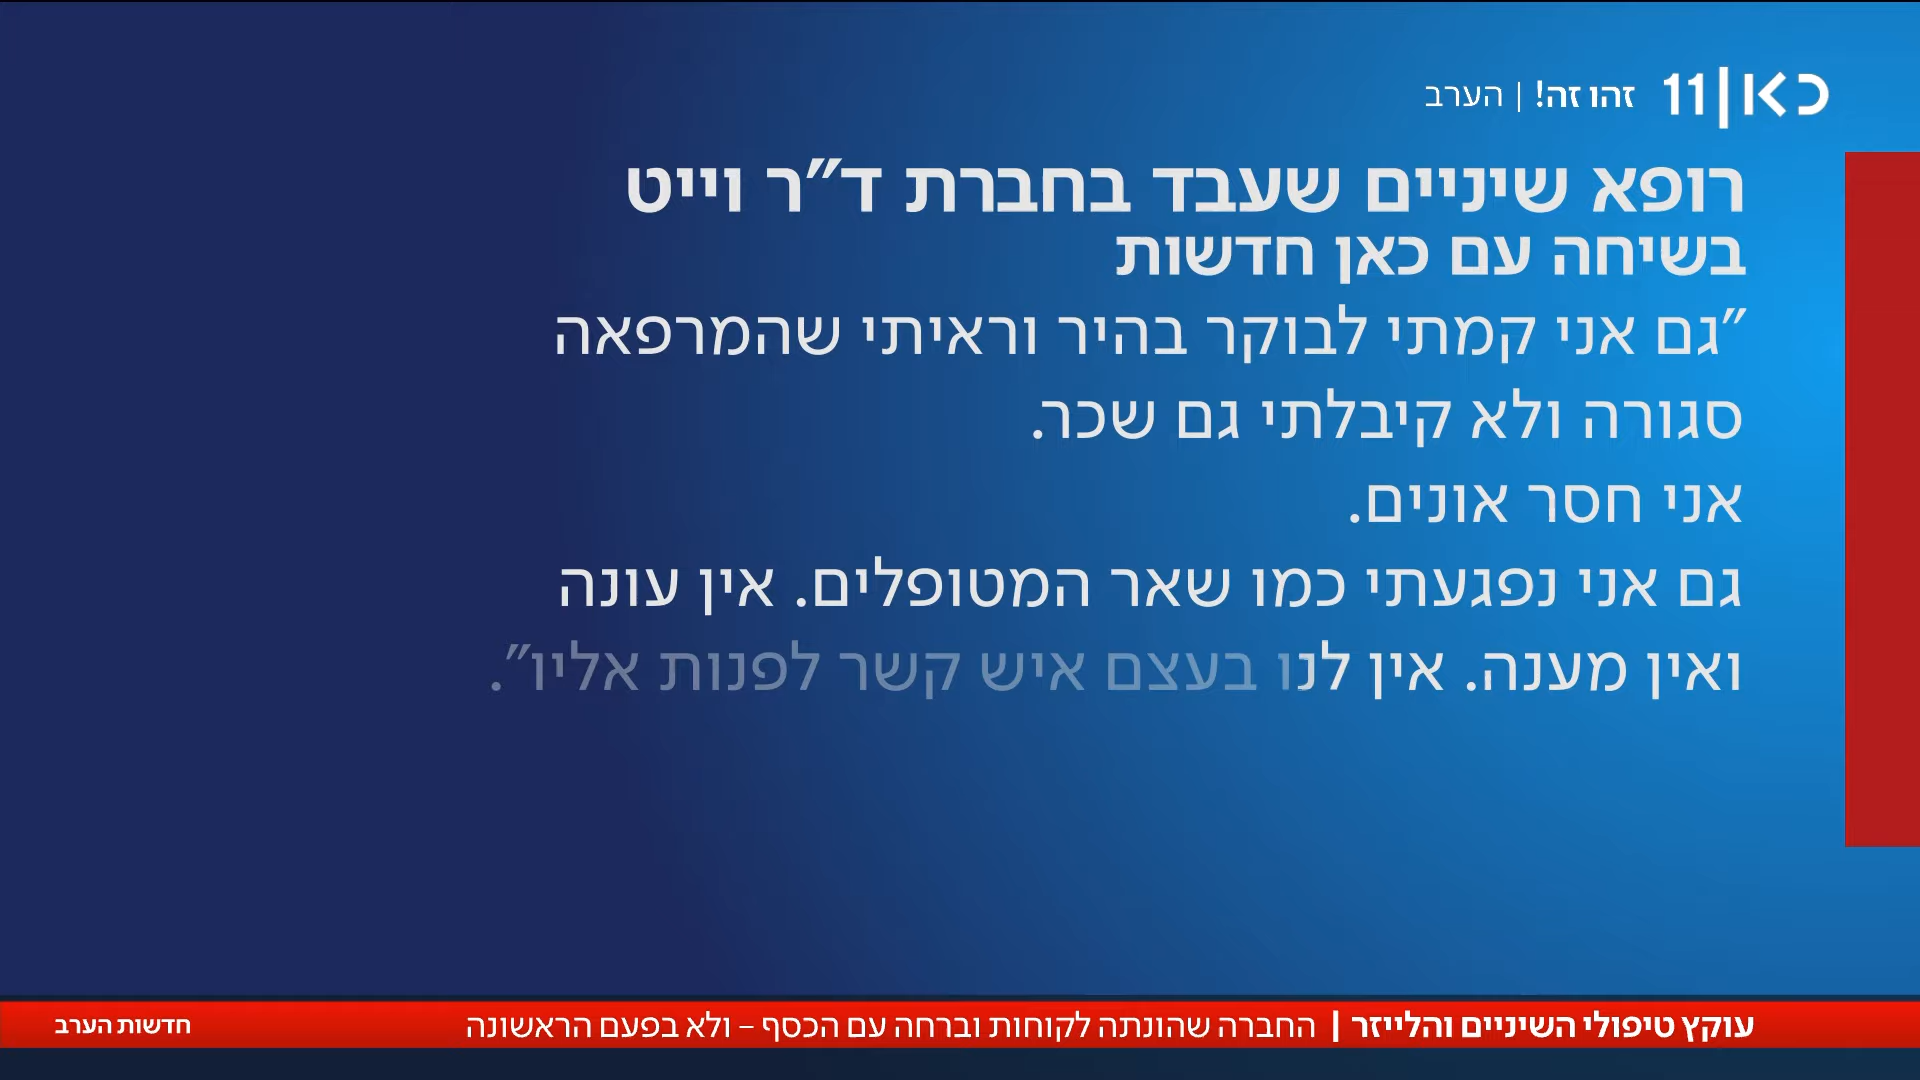 כאן|11 זהו זה! | הערב
רופא שיניים שעבד בחברת ד"ר וייט
בשיחה עם כאן חדשות
"גם אני קמתי לבוקר בהיר וראיתי שהמרפאה
סגורה ולא קיבלתי גם שכר.
אני חסר אונים.
גם אני נפגעתי כמו שאר המטופלים. אין עונה
ואין מענה. אין לנו בעצם איש קשר לפנות אליו".
עוקץ טיפולי השיניים והלייזר | החברה שהונתה לקוחות וברחה עם הכסף – ולא בפעם הראשונה
חדשות הערב